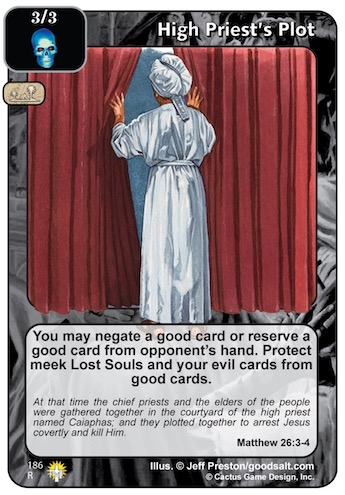 3/3
High Priest's Plot
You may negate a good card or reserve a
good card from opponent's hand. Protect
meek Lost Souls and your evil cards from
good cards.
At that time the chief priests and the elders of the people
were gathered together in the courtyard of the high priest
named Caiaphas; and they plotted together to arrest Jesus
covertly and kill Him.
Matthew 26:3-4
186
R
Illus. © Jeff Preston/goodsalt.com
© Cactus Game Design, Inc.